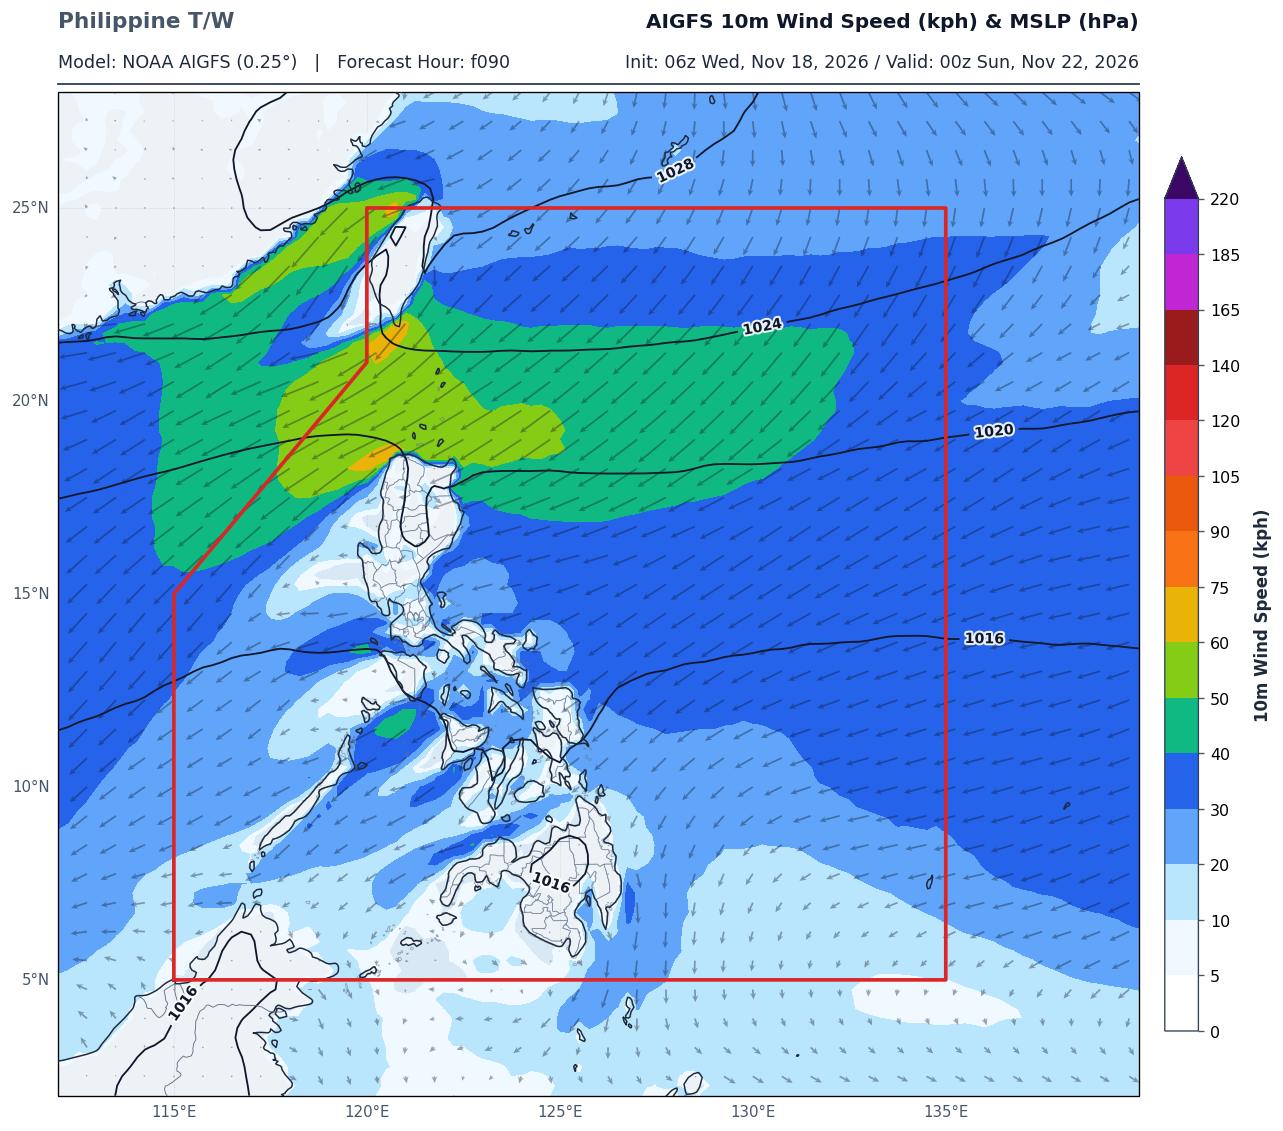 Philippine T/W
AIGFS 10m Wind Speed (kph) & MSLP (hPa)
Model: NOAA AIGFS (0.25°)   |   Forecast Hour: f090
Init: 06z Wed, Nov 18, 2026 / Valid: 00z Sun, Nov 22, 2026
1028
1024
1020
1016
1016
1016
25°N
20°N
15°N
10°N
5°N
115°E
120°E
125°E
130°E
135°E
220
185
165
140
120
105
90
75
60
50
40
30
20
10
5
0
10m Wind Speed (kph)